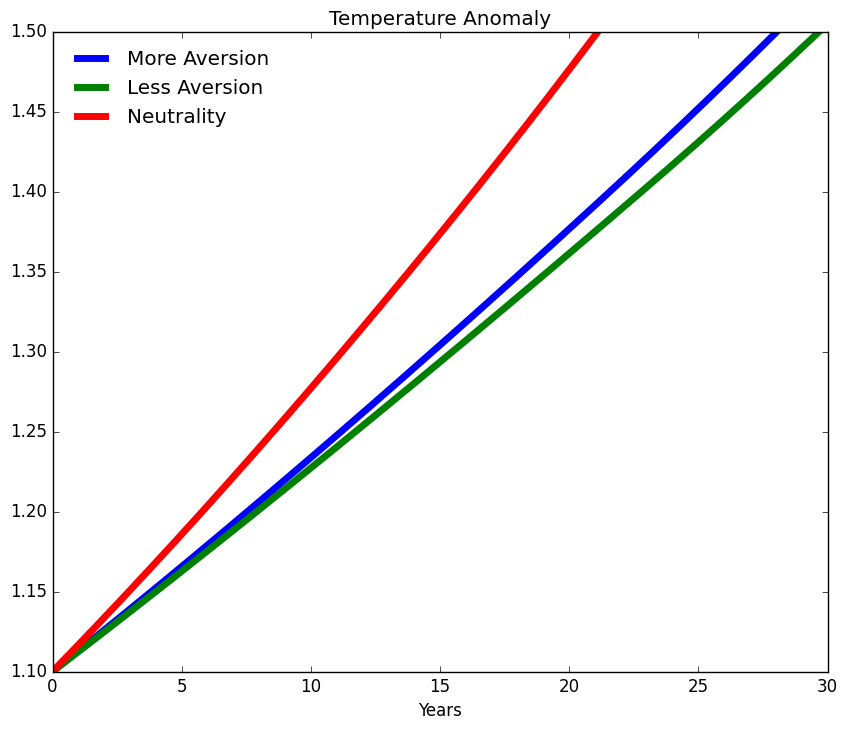 Temperature Anomaly
More Aversion
Less Aversion
Neutrality
1.50
1.45
1.40
1.35
1.30
1.25
1.20
1.15
1.10
0 5 10 15 20 25 30
Years